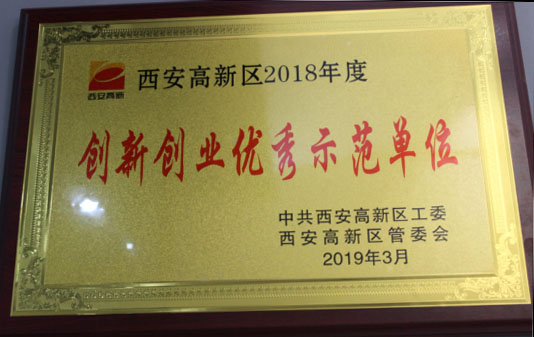 西安高新
西安高新区2018年度
创新创业优秀示范单位
中共西安高新区工委
西安高新区管委会
2019年3月